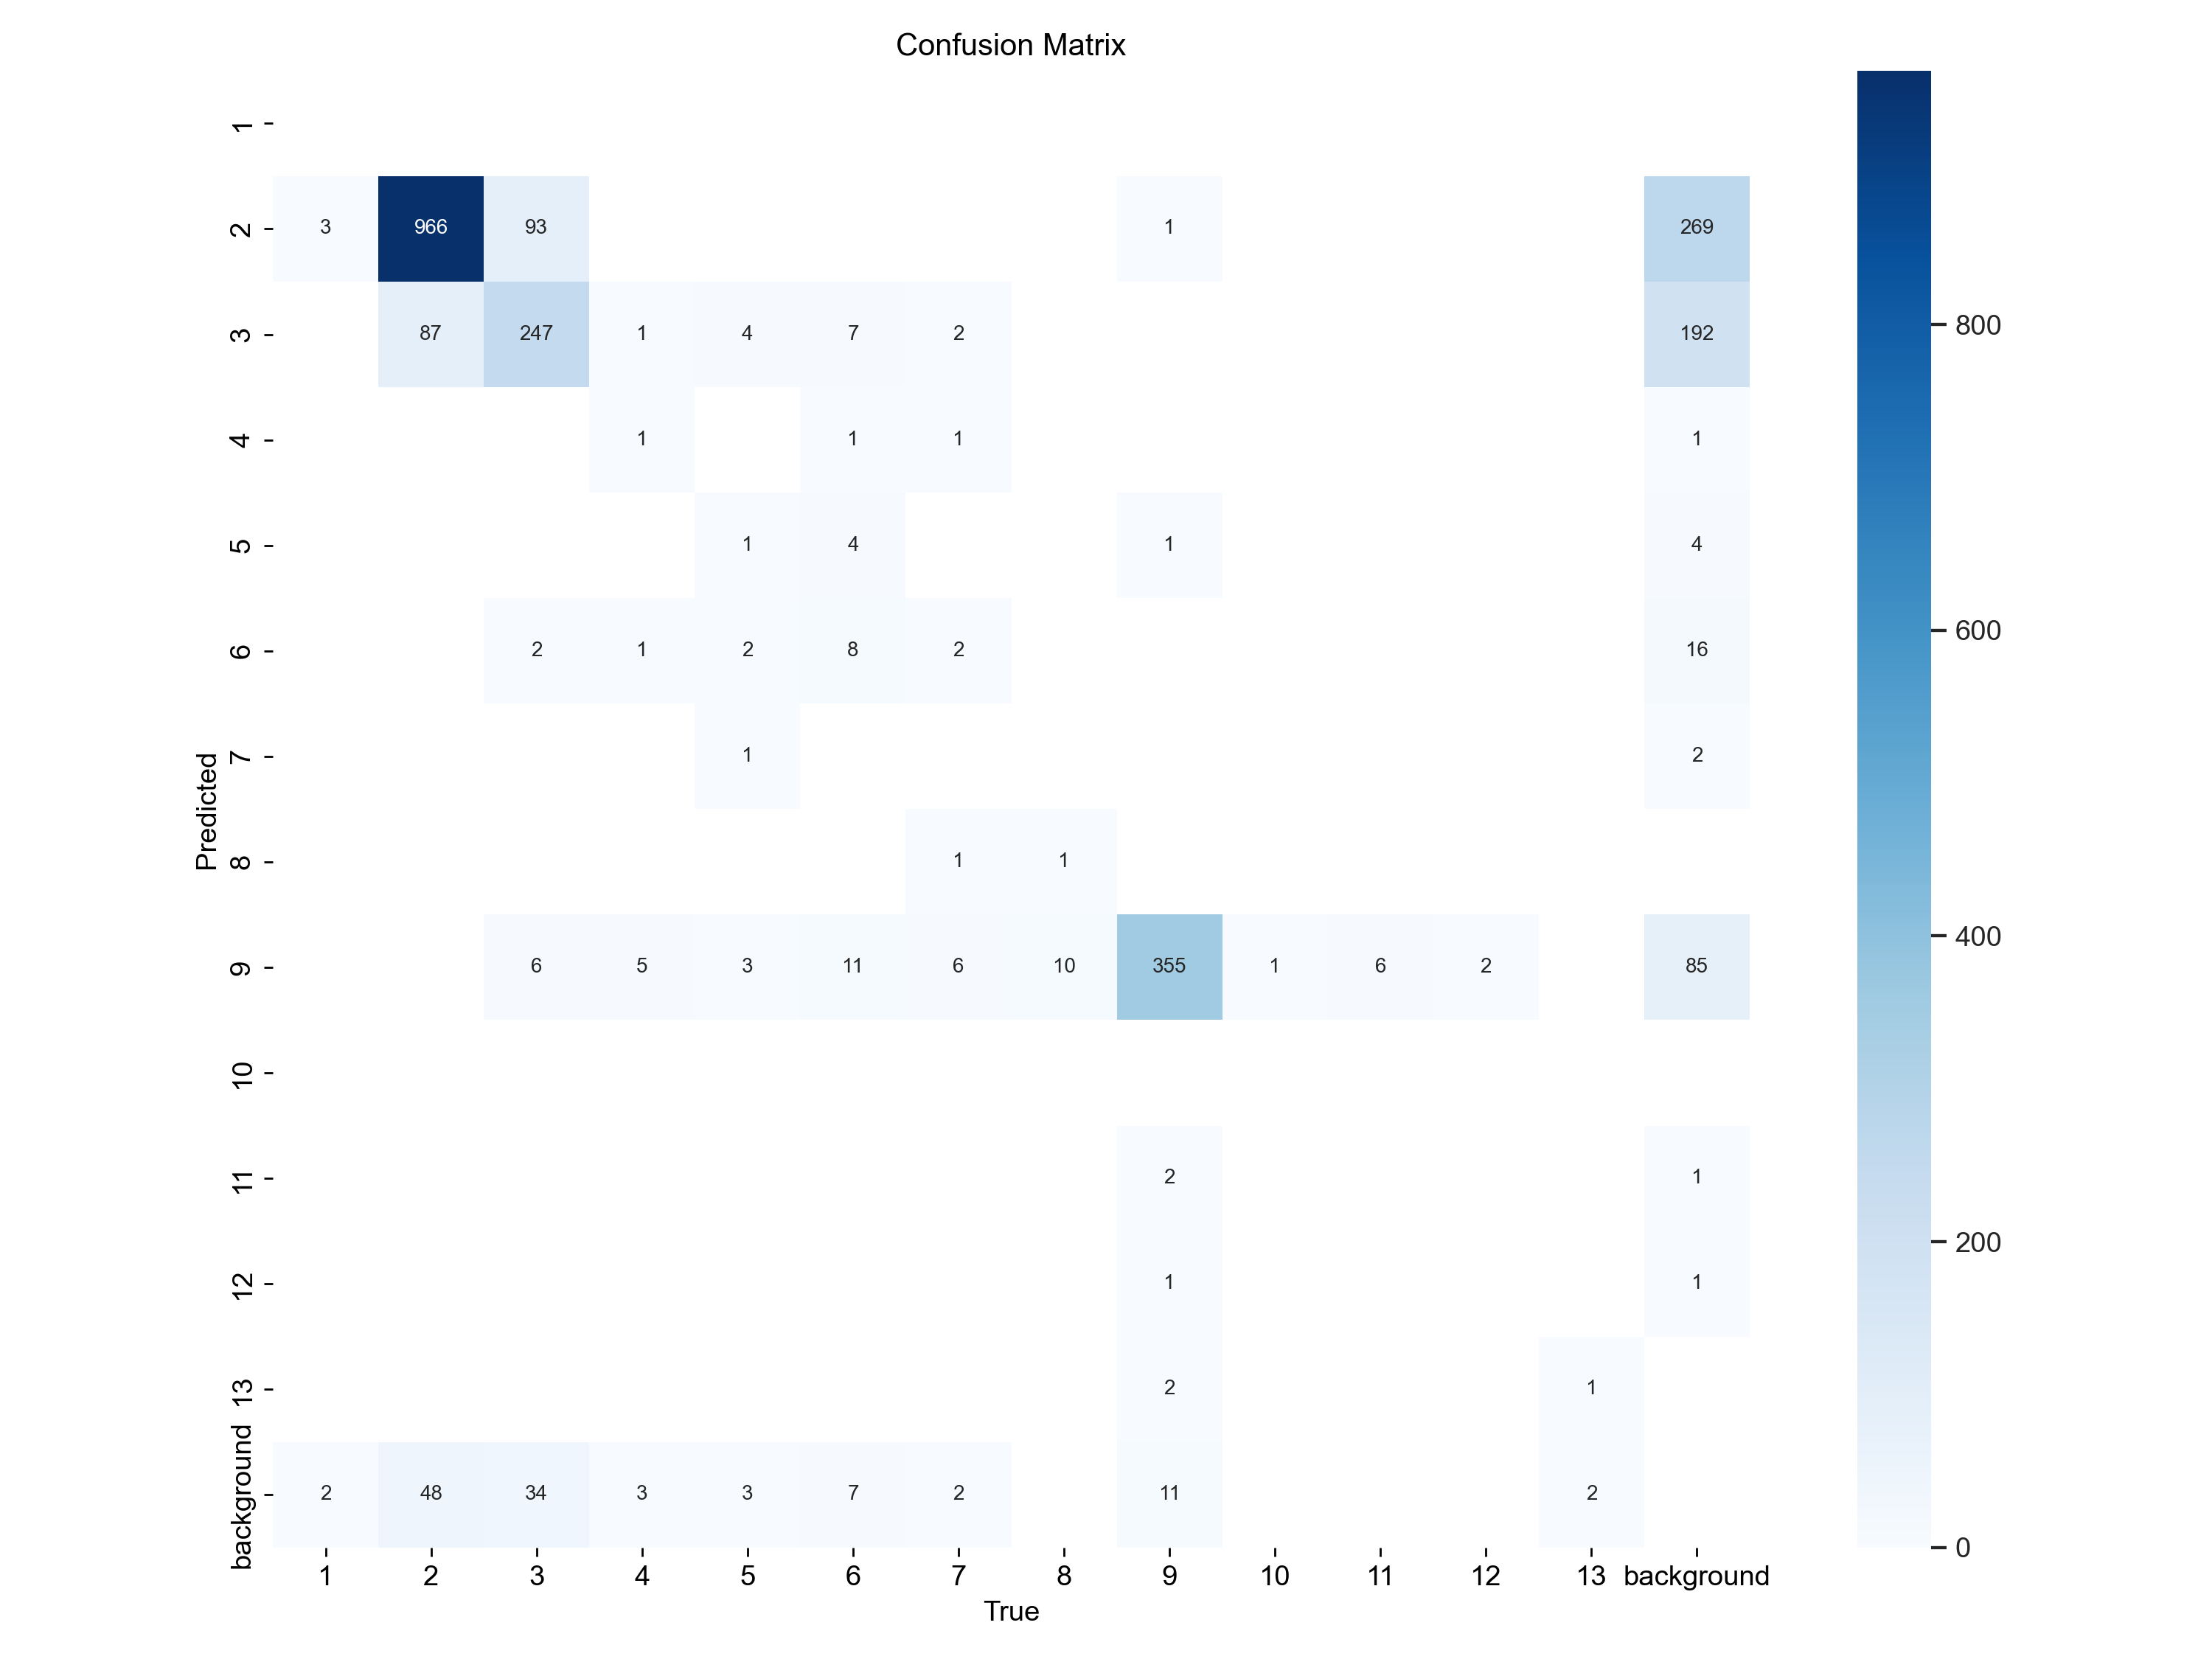 Confusion Matrix
1
2 3 966 93 1 269
3 87 247 1 4 7 2 192
4 1 1 1 1
5 1 4 1 4
6 2 1 2 8 2 16
7 1 2
8 1 1
9 6 5 3 11 6 10 355 1 6 2 85
10
11 2 1
12 1 1
13 2 1
background 2 48 34 3 3 7 2 11 2
1 2 3 4 5 6 7 8 9 10 11 12 13 background
True
Predicted
800
600
400
200
0